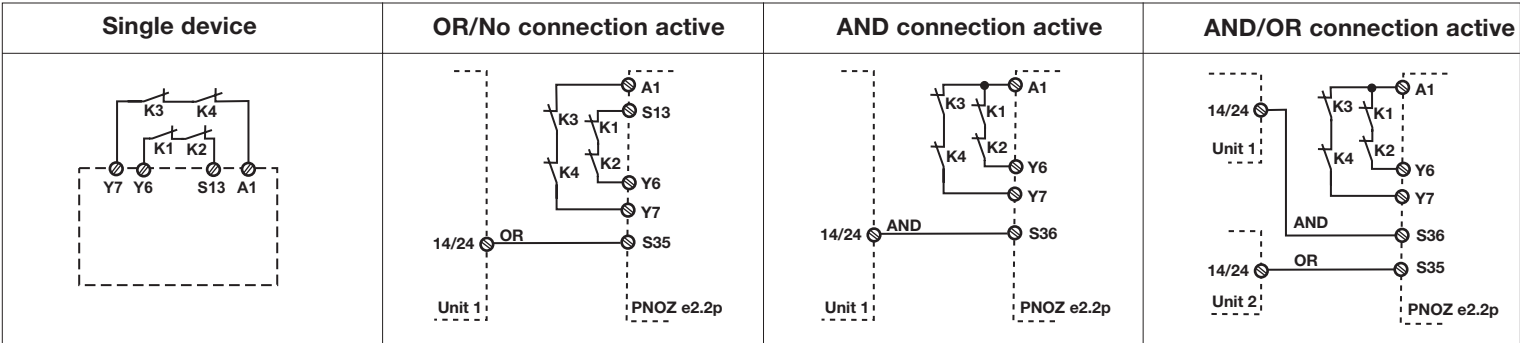 Single device
K3 K4
K1 K2
Y7 Y6 S13 A1
OR/No connection active
A1
S13
K3 K1
K4 K2
Y6
Y7
14/24 OR S35
Unit 1 PNOZ e2.2p
AND connection active
A1
K3 K1
K4 K2
Y6
Y7
14/24 AND S36
Unit 1 PNOZ e2.2p
AND/OR connection active
A1
14/24 K3 K1
Unit 1 K4 K2
Y6
Y7
AND S36
14/24 OR S35
Unit 2 PNOZ e2.2p